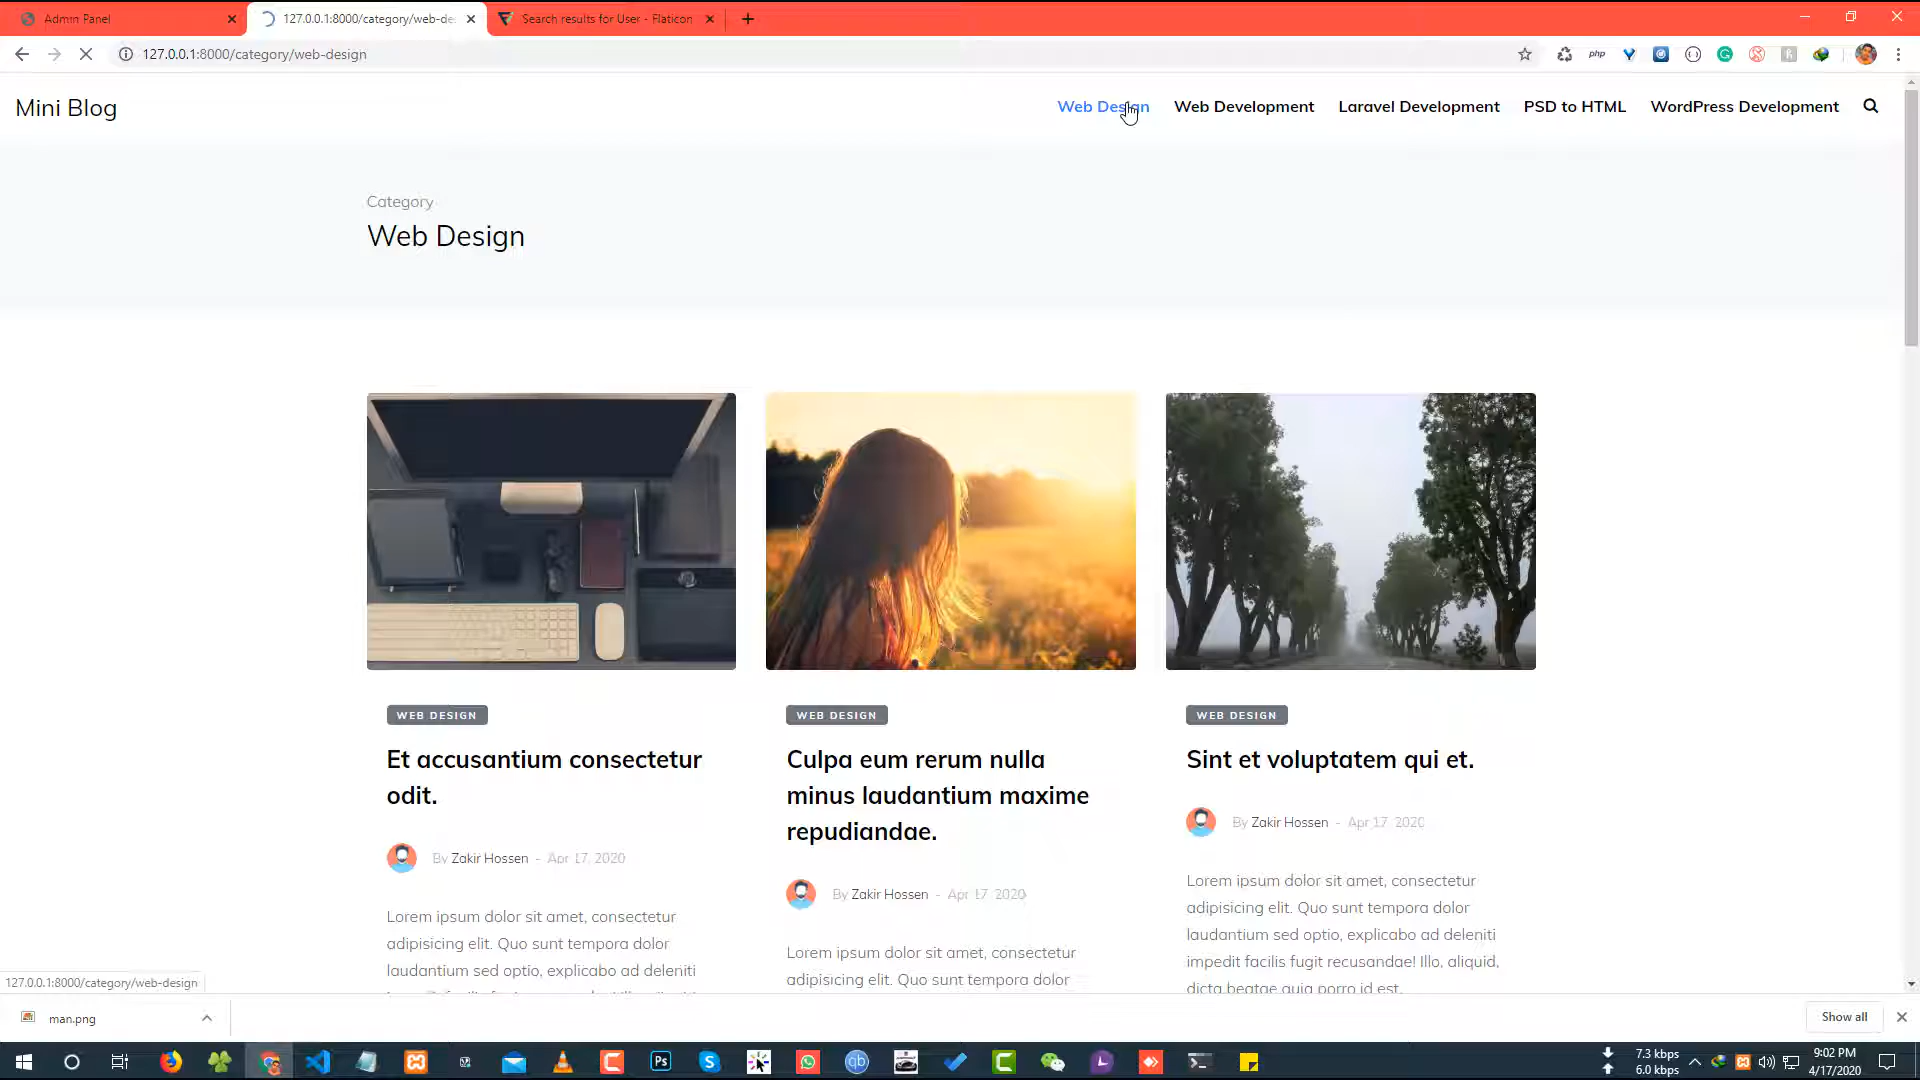 Admin Panel
127.0.0.1:8000/category/web-de
Search results for User - Flaticon
127.0.0.1:8000/category/web-design
php
Mini Blog
Web Design
Web Development
Laravel Development
PSD to HTML
WordPress Development
Category
Web Design
WEB DESIGN
Et accusantium consectetur
odit.
By Zakir Hossen - Apr 17, 2020
Lorem ipsum dolor sit amet, consectetur
adipisicing elit. Quo sunt tempora dolor
laudantium sed optio, explicabo ad deleniti
WEB DESIGN
Culpa eum rerum nulla
minus laudantium maxime
repudiandae.
By Zakir Hossen - Apr 17, 2020
Lorem ipsum dolor sit amet, consectetur
adipisicing elit. Quo sunt tempora dolor
WEB DESIGN
Sint et voluptatem qui et.
By Zakir Hossen - Apr 17, 2020
Lorem ipsum dolor sit amet, consectetur
adipisicing elit. Quo sunt tempora dolor
laudantium sed optio, explicabo ad deleniti
impedit facilis fugit recusandae! Illo, aliquid,
dicta beatae quia porro id est.
127.0.0.1:8000/category/web-design
man.png
Show all
Ps
qb
7.3 kbps
6.0 kbps
9:02 PM
4/17/2020